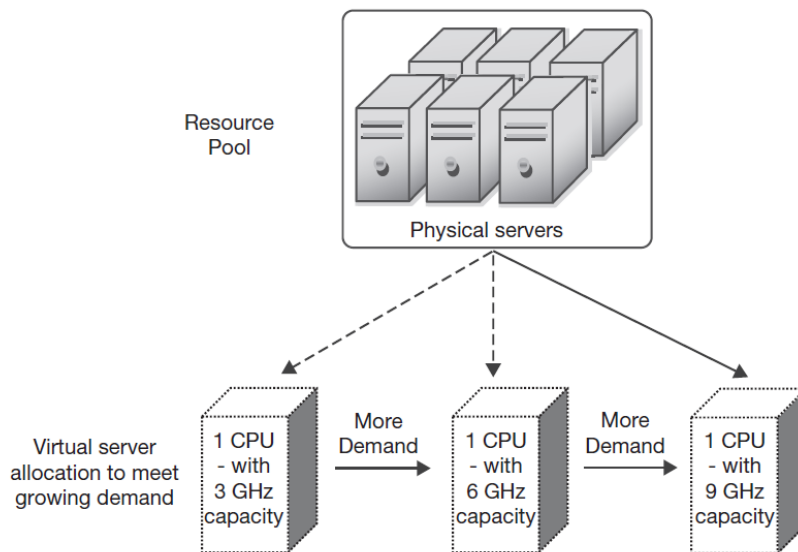 Resource
Pool
Physical servers
Virtual server
allocation to meet
growing demand
1 CPU
- with
3 GHz
capacity
More
Demand
1 CPU
- with
6 GHz
capacity
More
Demand
1 CPU
- with
9 GHz
capacity